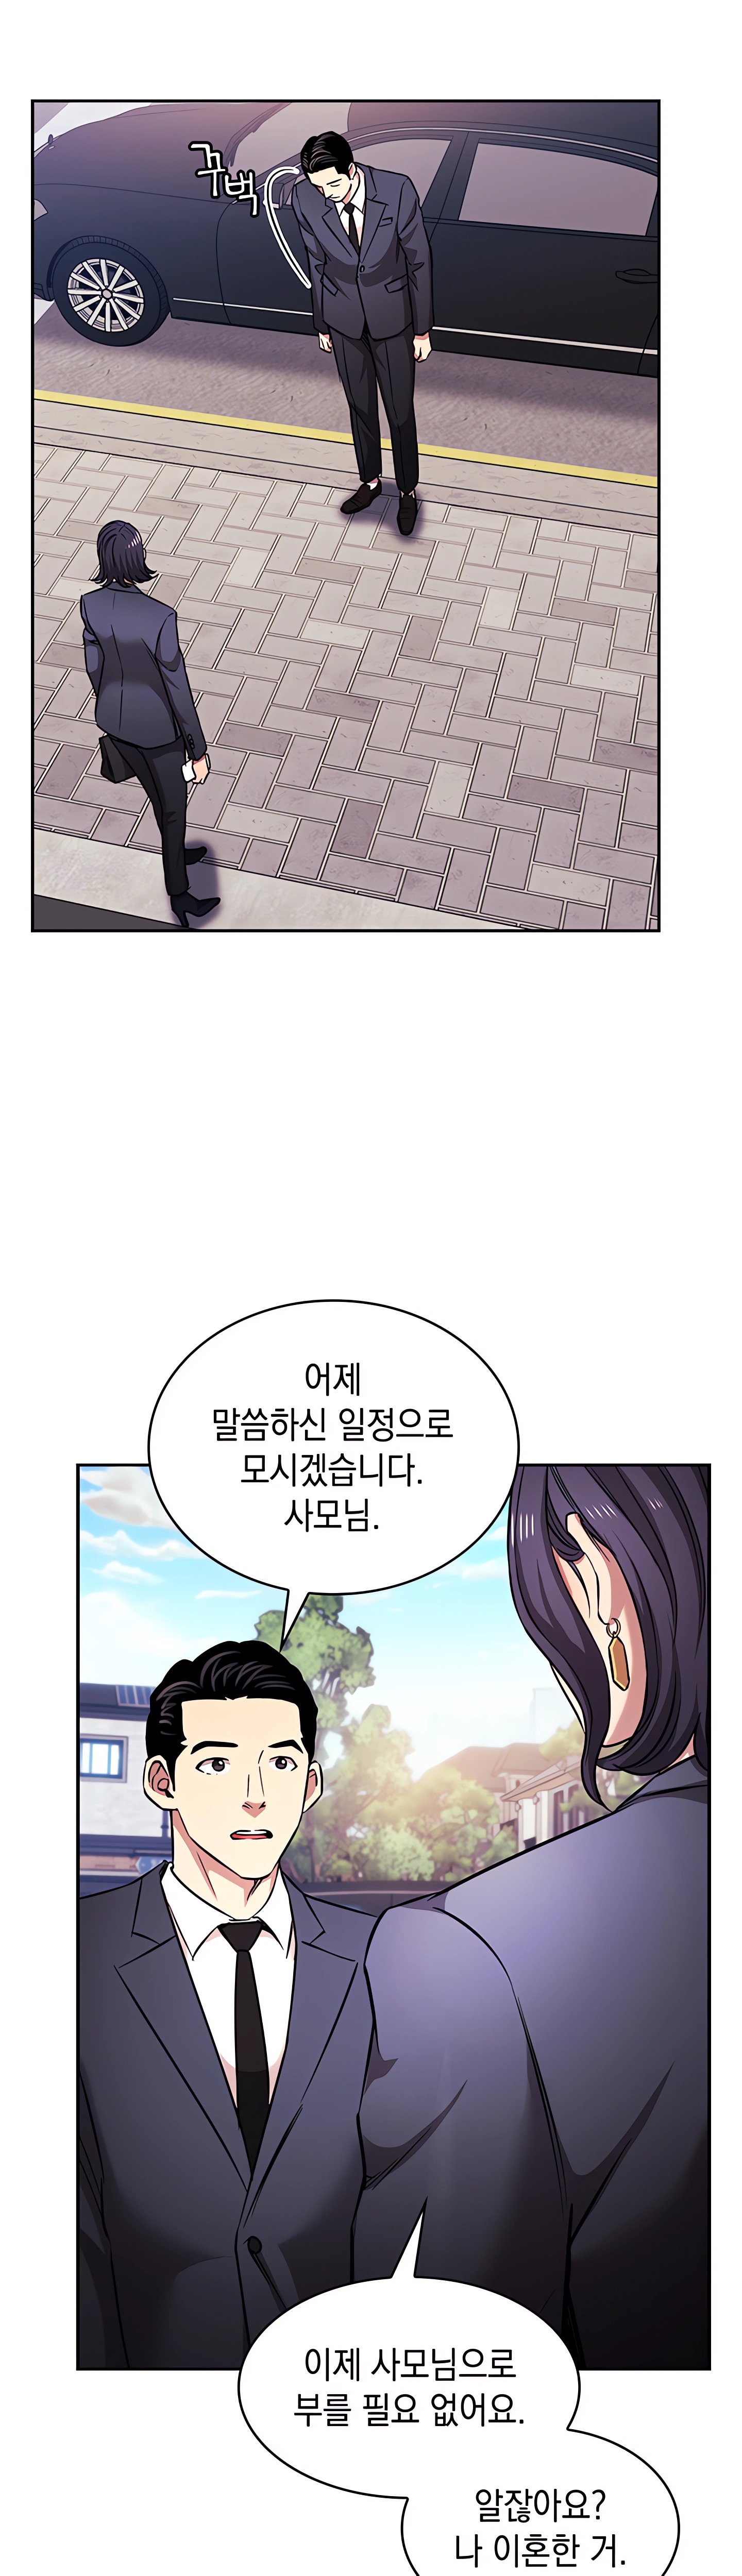 꾸벅
어제
말씀하신 일정으로
모시겠습니다.
사모님.
이제 사모님으로
부를 필요 없어요.
알잖아요?
나 이혼한 거.